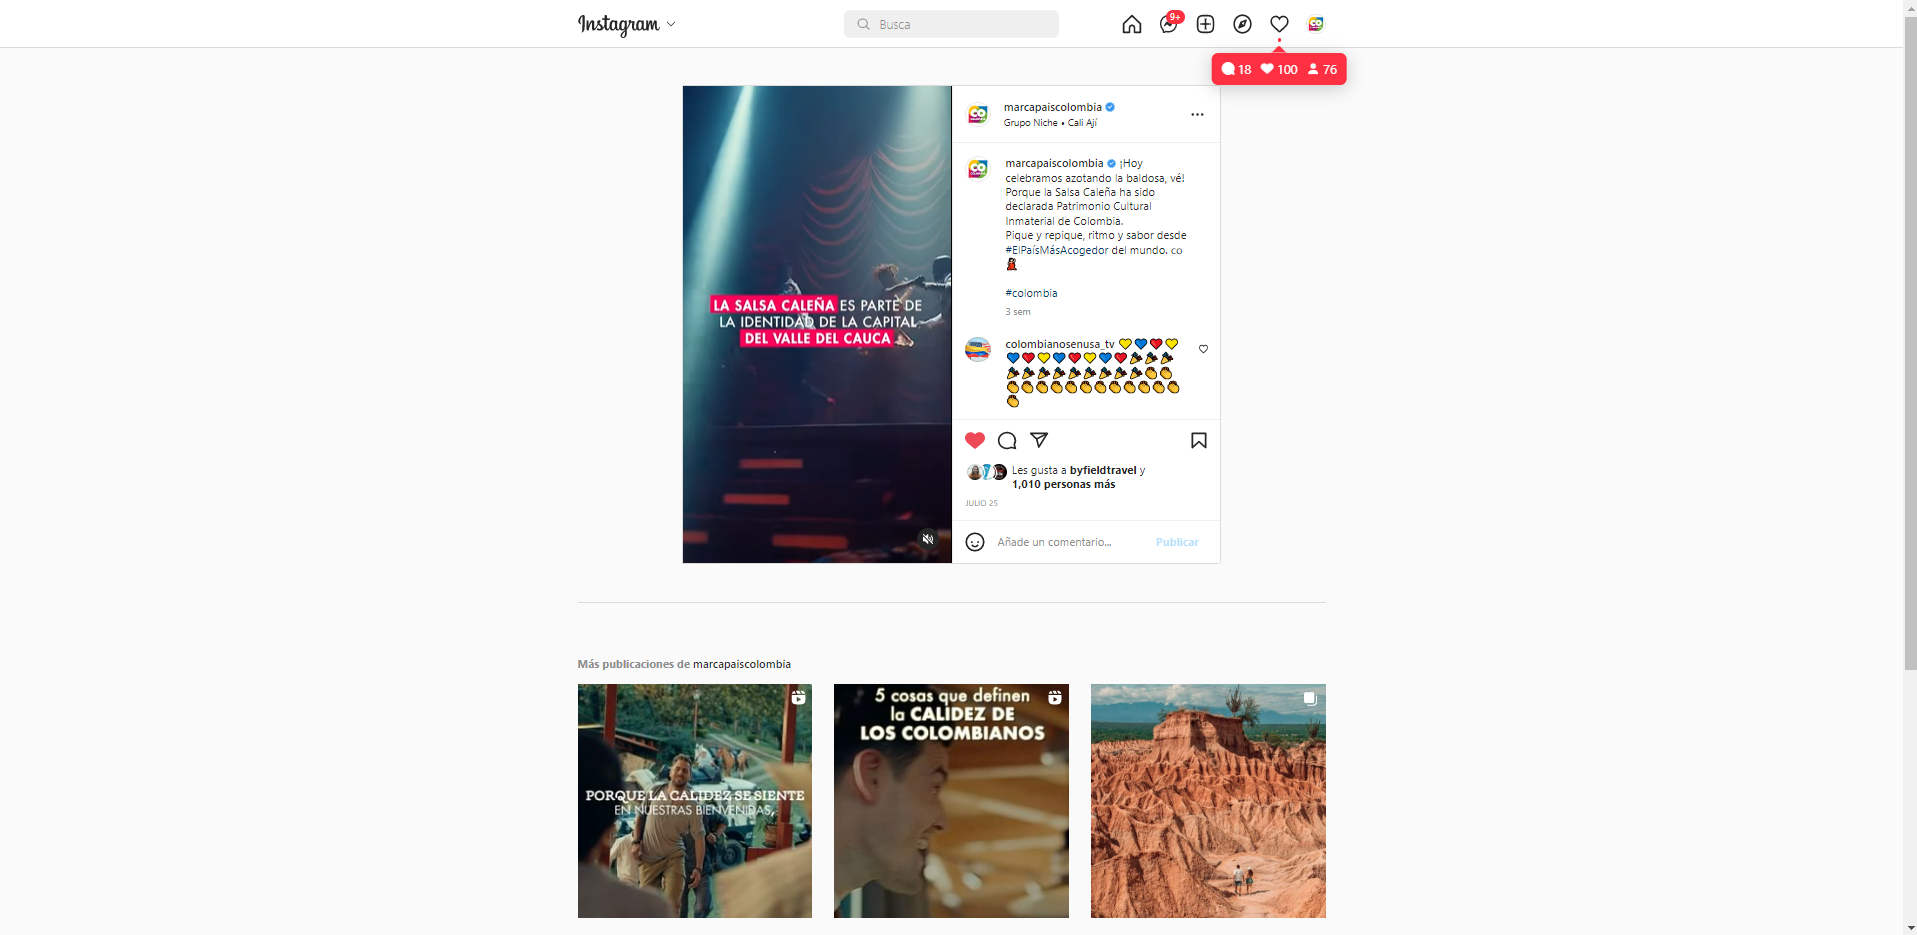 Instagram
Busca
9+
18 100 76
marcapaiscolombia
Grupo Niche • Cali Ají
marcapaiscolombia ¡Hoy
celebramos azotando la baldosa, vé!
Porque la Salsa Caleña ha sido
declarada Patrimonio Cultural
Inmaterial de Colombia.
Pique y repique, ritmo y sabor desde
#ElPaísMásAcogedor del mundo. co
#colombia
3 sem
colombianosenusa_tv
LA SALSA CALEÑA ES PARTE DE
LA IDENTIDAD DE LA CAPITAL
DEL VALLE DEL CAUCA
Les gusta a byfieldtravel y
1,010 personas más
JULIO 25
Añade un comentario... Publicar
Más publicaciones de marcapaiscolombia
PORQUE LA CALIDEZ SE SIENTE
EN NUESTRAS BIENVENIDAS,
5 cosas que definen
la CALIDEZ DE
LOS COLOMBIANOS